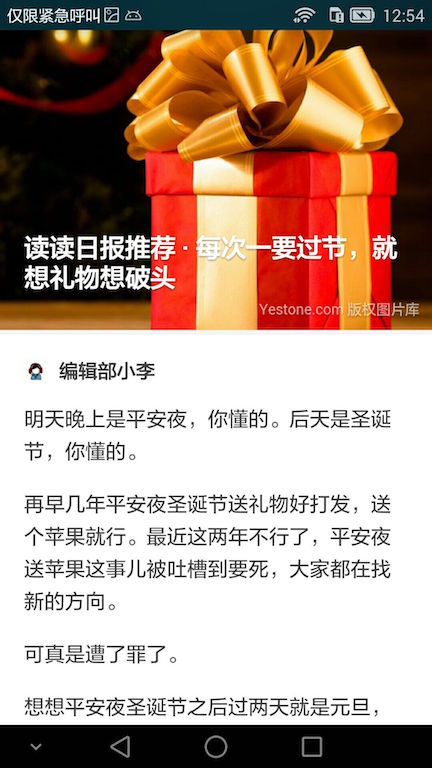 仅限紧急呼叫 12:54
读读日报推荐 · 每次一要过节，就
想礼物想破头
Yestone.com 版权图片库
编辑部小李
明天晚上是平安夜，你懂的。后天是圣诞
节，你懂的。
再早几年平安夜圣诞节送礼物好打发，送
个苹果就行。最近这两年不行了，平安夜
送苹果这事儿被吐槽到要死，大家都在找
新的方向。
可真是遭了罪了。
想想平安夜圣诞节之后过两天就是元旦，